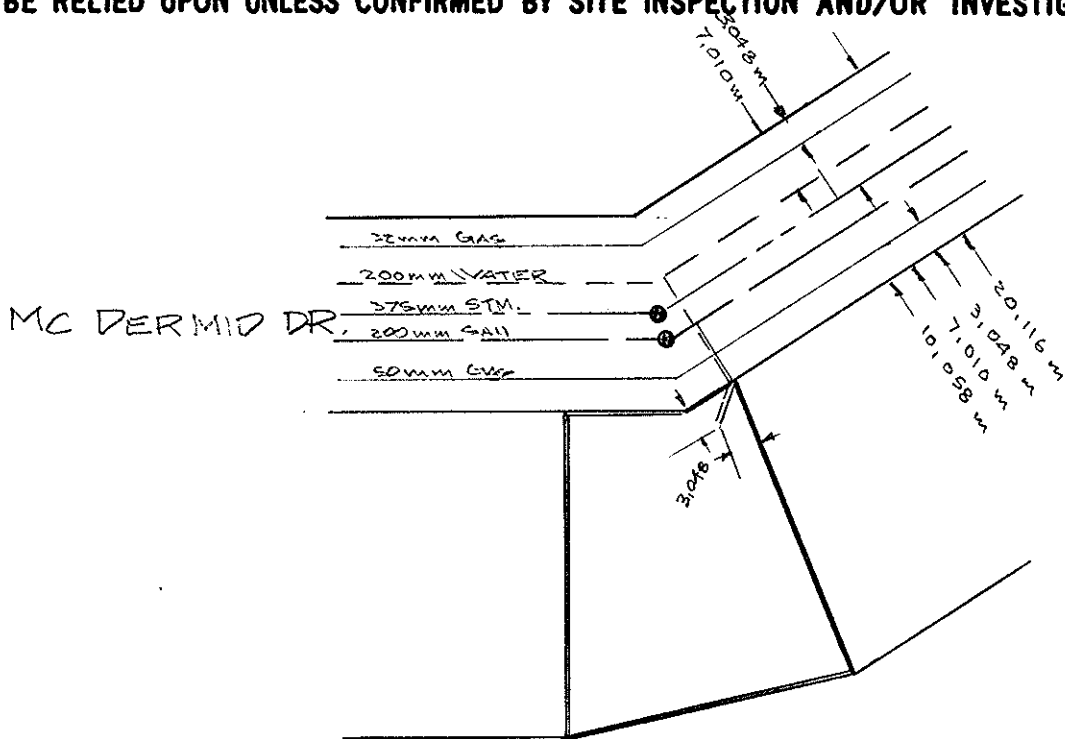 BE RELIED UPON UNLESS CONFIRMED BY SITE INSPECTION AND/OR INVESTIG
3,048 m
7,010 m
32mm GAS
200mm WATER
375mm STM.
200mm SAN
50mm GAS
MC DERMID DR.
20,116 m
3,048 m
7,010 m
10,058 m
3,048